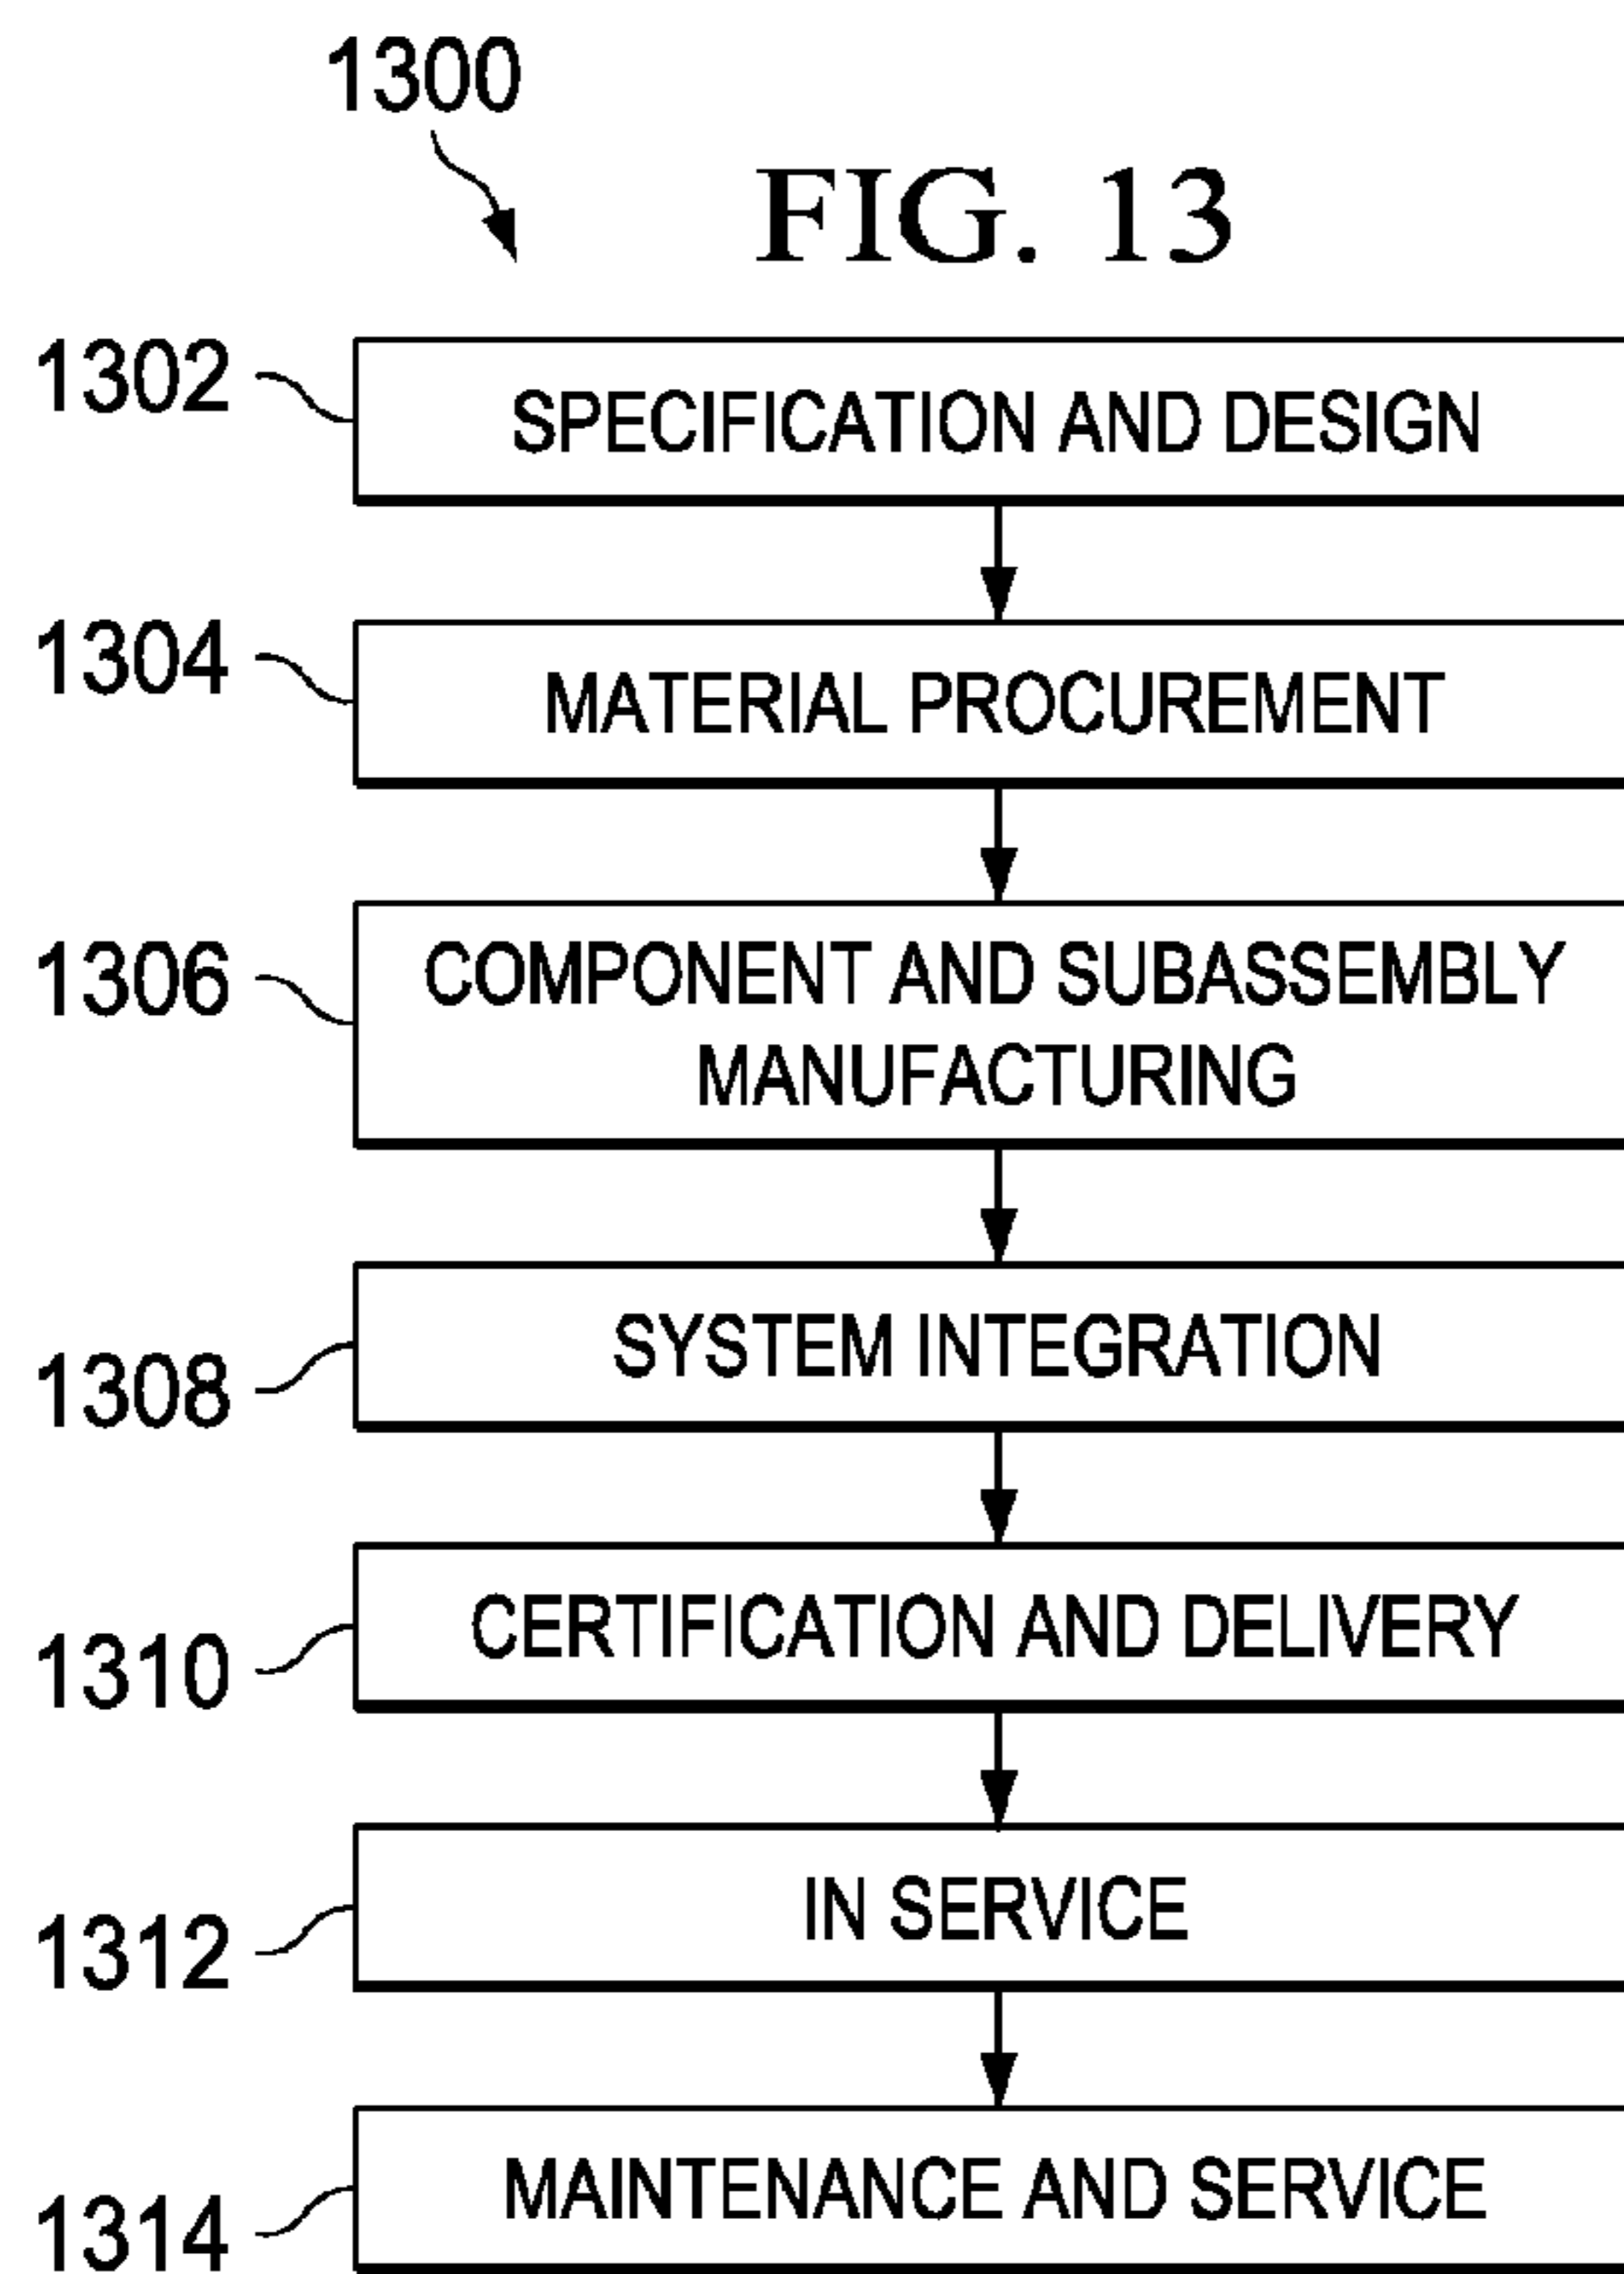 1300
FIG. 13
1302
SPECIFICATION AND DESIGN
1304
MATERIAL PROCUREMENT
1306
COMPONENT AND SUBASSEMBLY
MANUFACTURING
1308
SYSTEM INTEGRATION
1310
CERTIFICATION AND DELIVERY
1312
IN SERVICE
1314
MAINTENANCE AND SERVICE